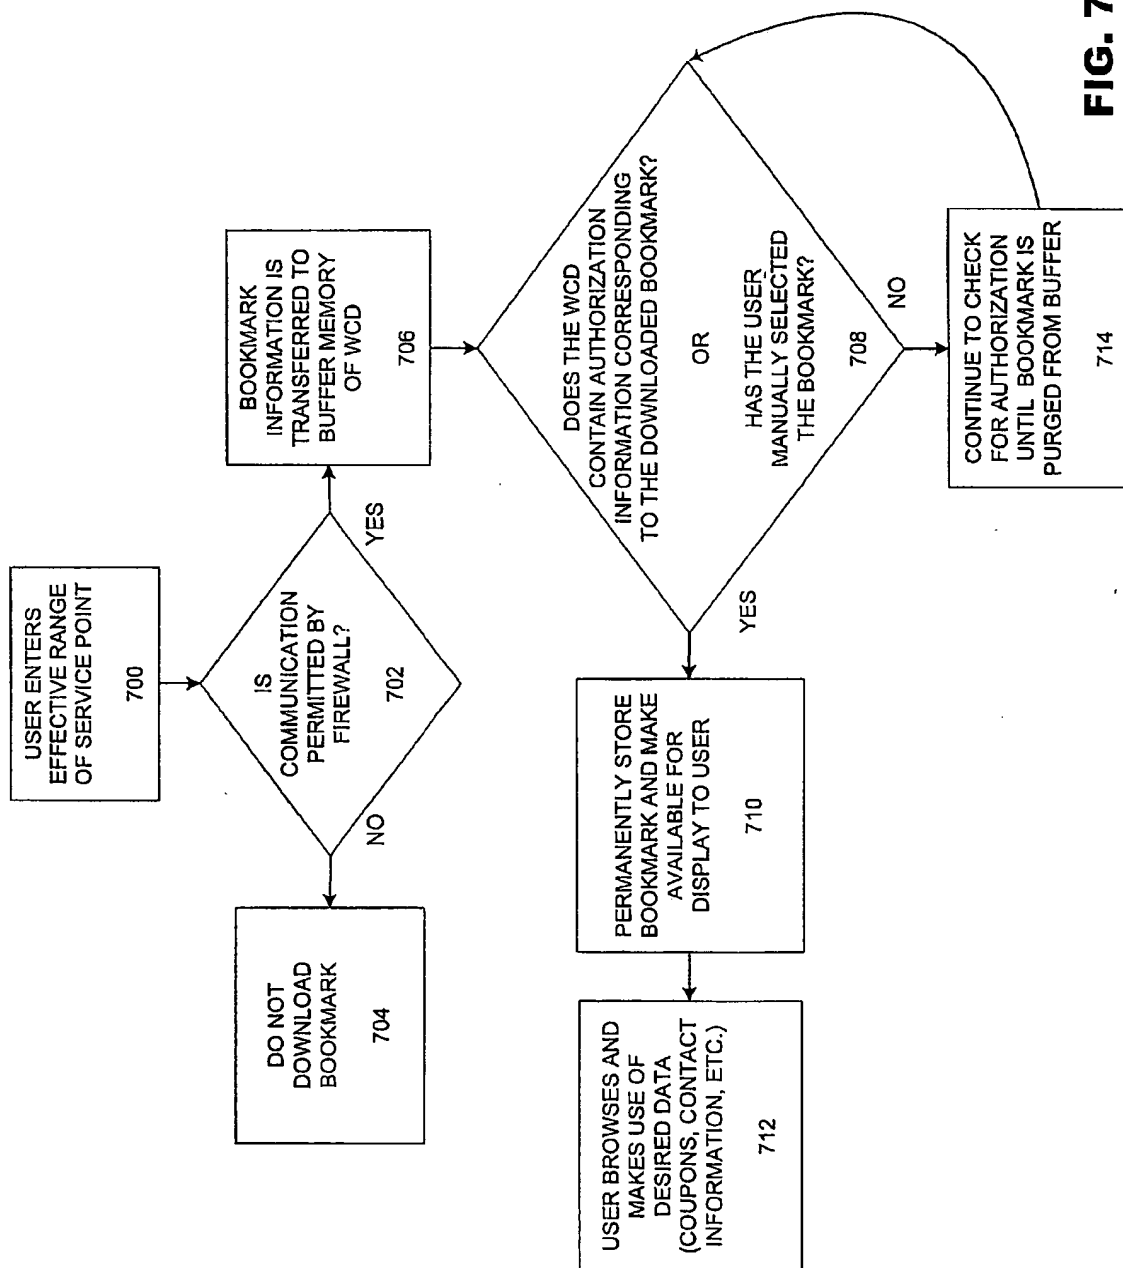 USER ENTERS
EFFECTIVE RANGE
OF SERVICE POINT
700
IS
COMMUNICATION
PERMITTED BY
FIREWALL?
702
NO
YES
DO NOT
DOWNLOAD
BOOKMARK
704
BOOKMARK
INFORMATION IS
TRANSFERRED TO
BUFFER MEMORY
OF WCD
706
DOES THE WCD
CONTAIN AUTHORIZATION
INFORMATION CORRESPONDING
TO THE DOWNLOADED BOOKMARK?
OR
HAS THE USER
MANUALLY SELECTED
THE BOOKMARK?
708
YES
NO
PERMANENTLY STORE
BOOKMARK AND MAKE
AVAILABLE FOR
DISPLAY TO USER
710
USER BROWSES AND
MAKES USE OF
DESIRED DATA
(COUPONS, CONTACT
INFORMATION, ETC.)
712
CONTINUE TO CHECK
FOR AUTHORIZATION
UNTIL BOOKMARK IS
PURGED FROM BUFFER
714
FIG. 7